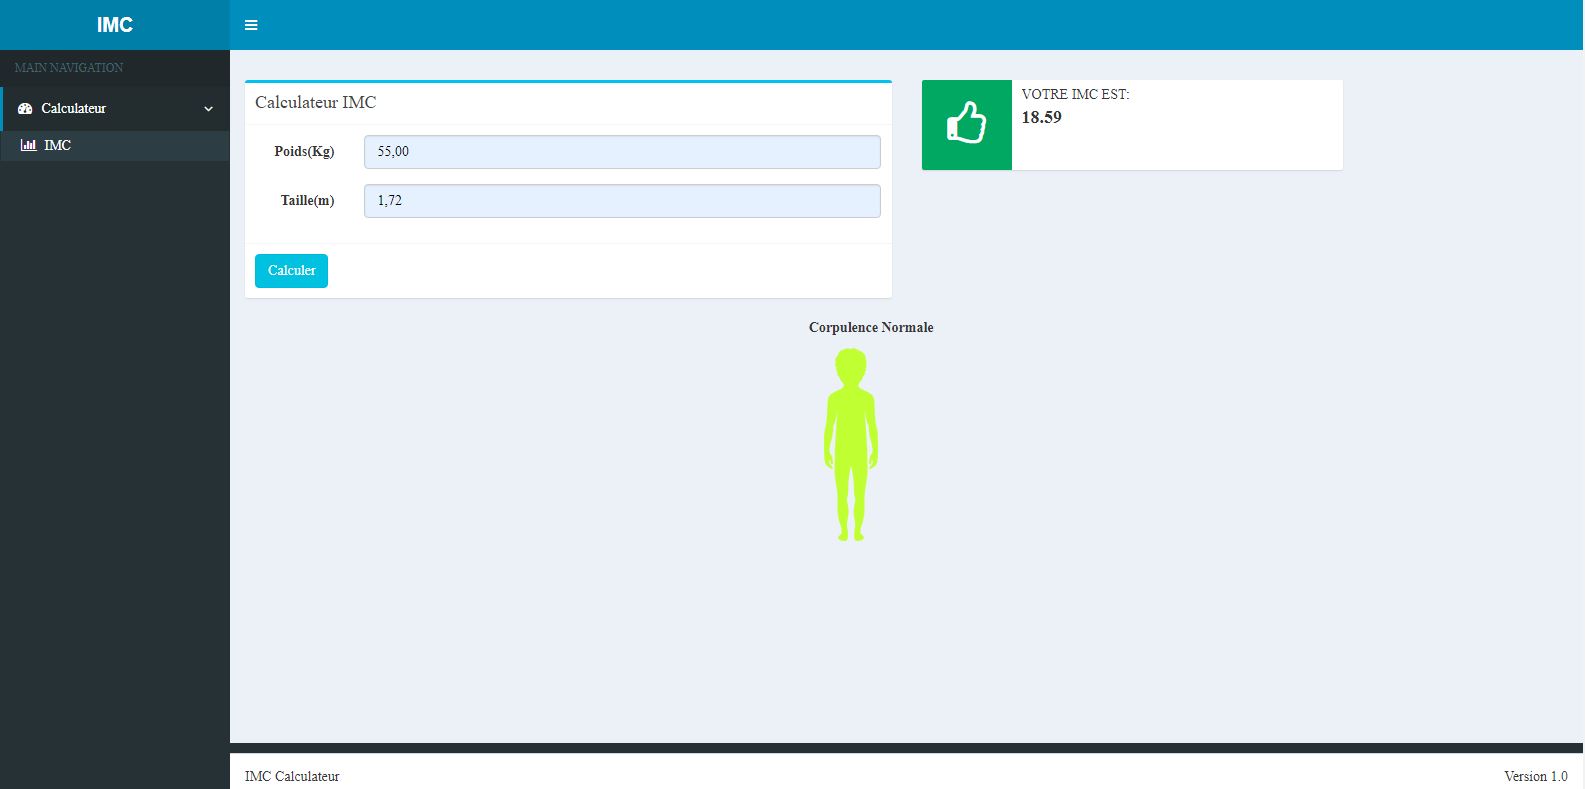 IMC
MAIN NAVIGATION
Calculateur
IMC
Calculateur IMC
Poids(Kg) 55,00
Taille(m) 1,72
Calculer
VOTRE IMC EST:
18.59
Corpulence Normale
IMC Calculateur
Version 1.0